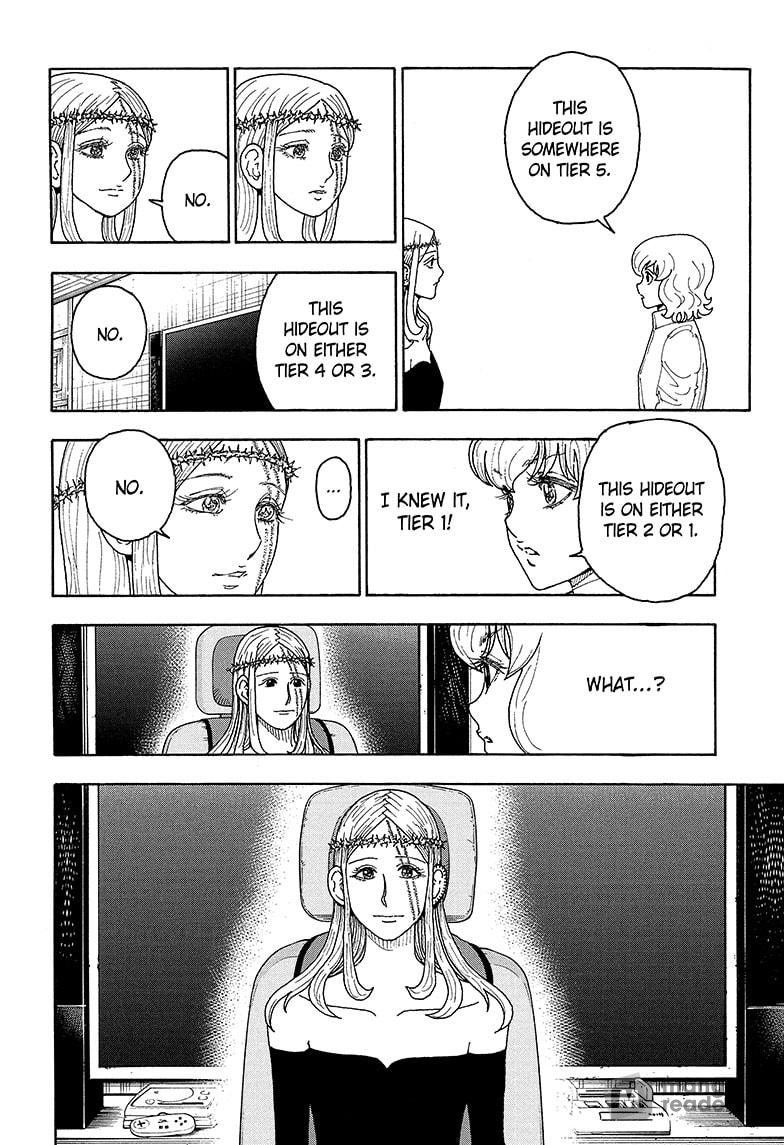 THIS
HIDEOUT IS
SOMEWHERE
ON TIER 5.
NO.
THIS
HIDEOUT IS
ON EITHER
TIER 4 OR 3.
NO.
THIS HIDEOUT
IS ON EITHER
TIER 2 OR 1.
I KNEW IT,
TIER 1!
...
NO.
WHAT...?